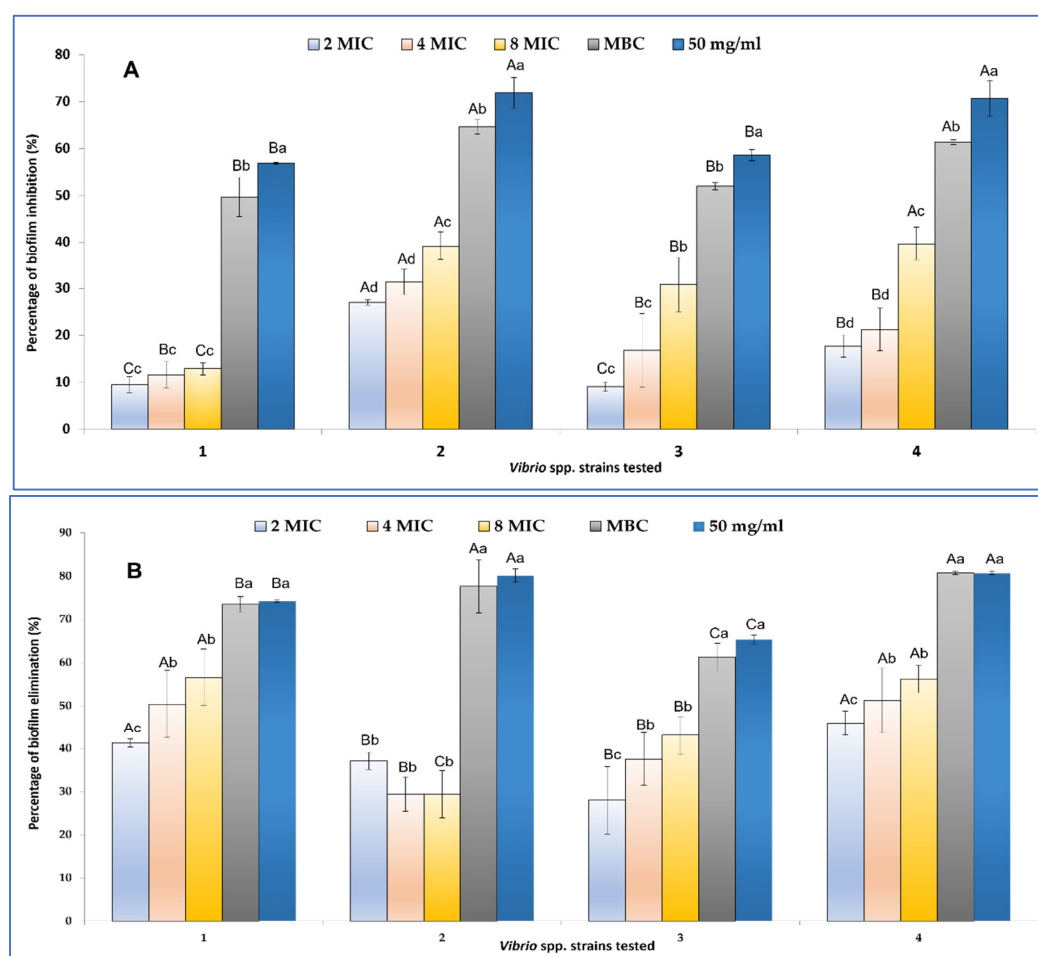 2 MIC 4 MIC 8 MIC MBC 50 mg/ml
A
Percentage of biofilm inhibition (%)
80
70
60
50
40
30
20
10
0
Cc Bc Cc Bb Ba
Ad Ad Ac Ab Aa
Cc Bc Bb Bb Ba
Bd Bd Ac Ab Aa
1 2 3 4
Vibrio spp. strains tested
2 MIC 4 MIC 8 MIC MBC 50 mg/ml
B
Percentage of biofilm elimination (%)
90
80
70
60
50
40
30
20
10
0
Ac Ab Ab Ba Ba
Bb Bb Cb Aa Aa
Bc Bb Bb Ca Ca
Ac Ab Ab Aa Aa
1 2 3 4
Vibrio spp. strains tested